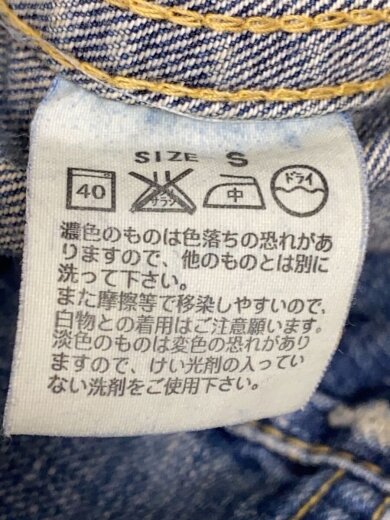 SIZE S
40 サラシ 中 ドライ
濃色のものは色落ちの恐れがあ
りますので、他のものとは別に
洗って下さい。
また摩擦等で移染しやすいので、
白物との着用はご注意願います。
淡色のものは変色の恐れがあり
ますので、けい光剤の入ってい
ない洗剤をご使用下さい。